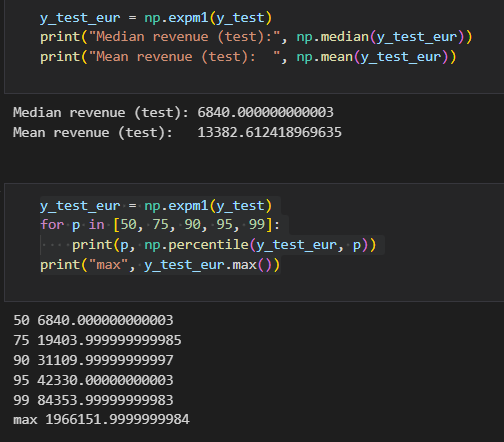 y_test_eur = np.expm1(y_test)
print("Median revenue (test):", np.median(y_test_eur))
print("Mean revenue (test):  ", np.mean(y_test_eur))
Median revenue (test): 6840.000000000003
Mean revenue (test):   13382.612418969635
y_test_eur = np.expm1(y_test)
for p in [50, 75, 90, 95, 99]:
    print(p, np.percentile(y_test_eur, p))
print("max", y_test_eur.max())
50 6840.000000000003
75 19403.999999999985
90 31109.99999999997
95 42330.00000000003
99 84353.9999999983
max 1966151.9999999984